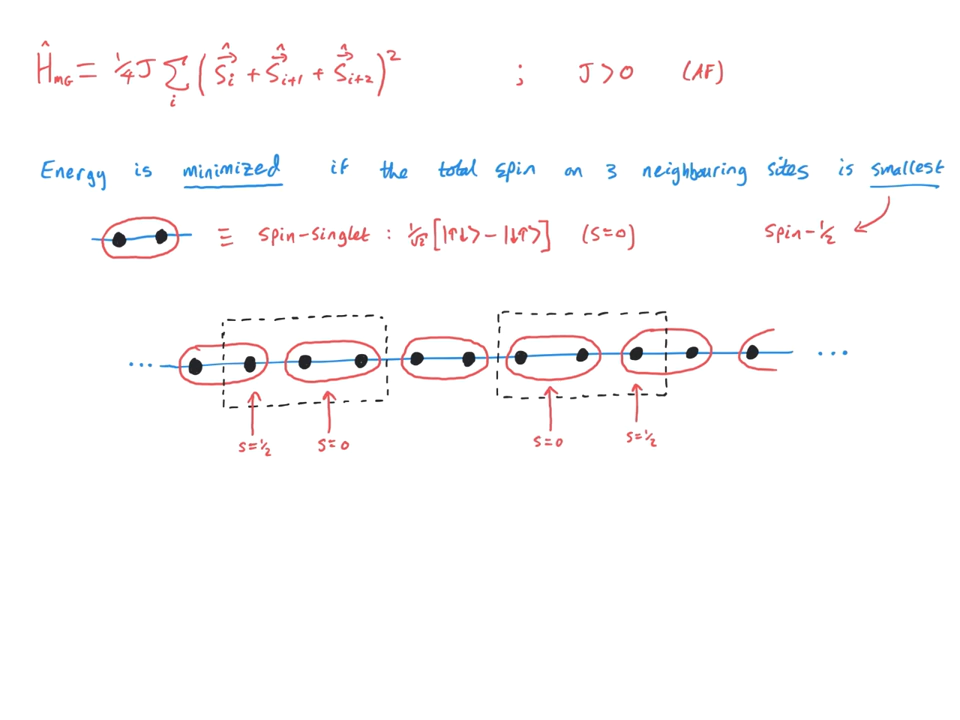 Ĥ_MG = ¼ J ∑_i ( Ŝ⃗_i + Ŝ⃗_{i+1} + Ŝ⃗_{i+2} )² ; J > 0 (AF)
Energy is minimized if the total spin on 3 neighbouring sites is smallest
≡ spin-singlet : 1/√2 [ |↑↓> - |↓↑> ] (S=0) spin-½
... ...
S=½ S=0 S=0 S=½